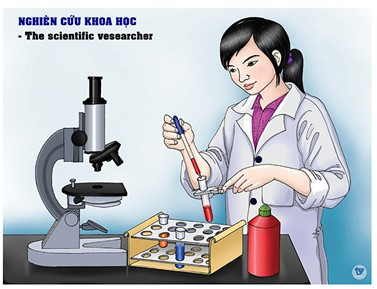 NGHIÊN CỨU KHOA HỌC
- The scientific vesearcher